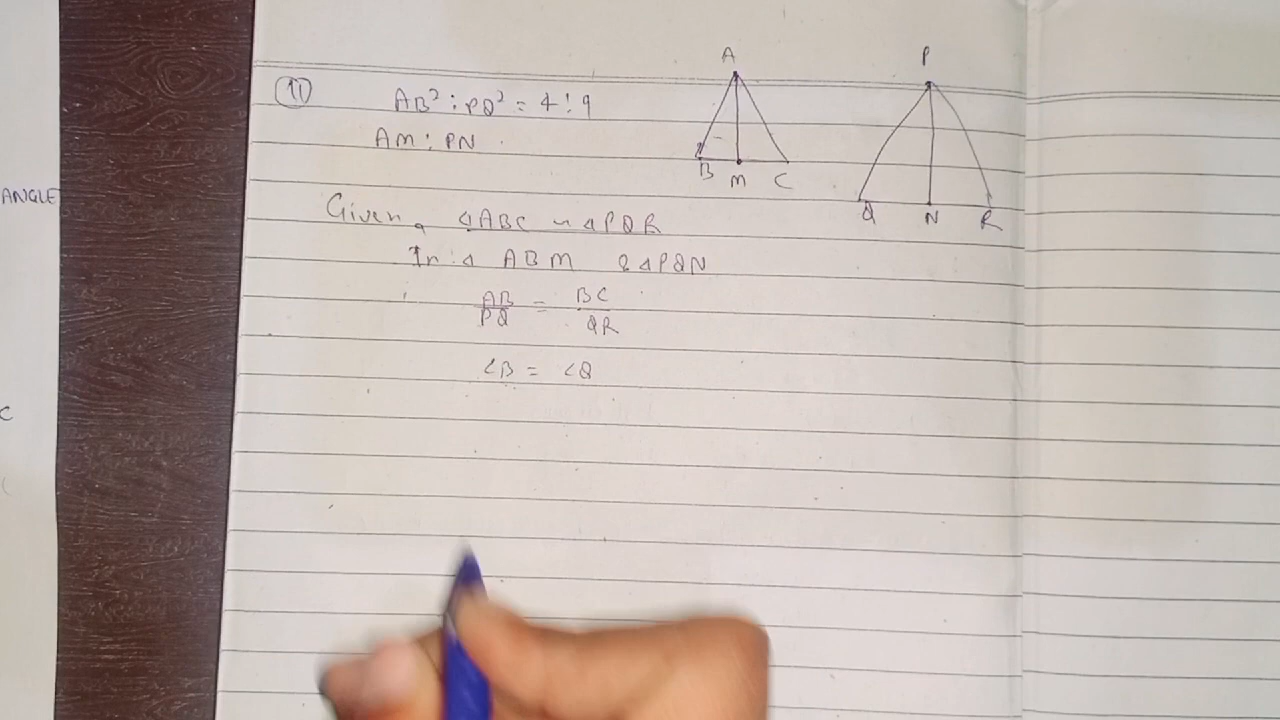 ANGLE
C
(11) AB² : PQ² = 4 : 9
AM : PN
A
B M C
P
Q N R
Given, △ABC ~ △PQR
In △ ABM & △PQN
AB/PQ = BC/QR
∠B = ∠Q